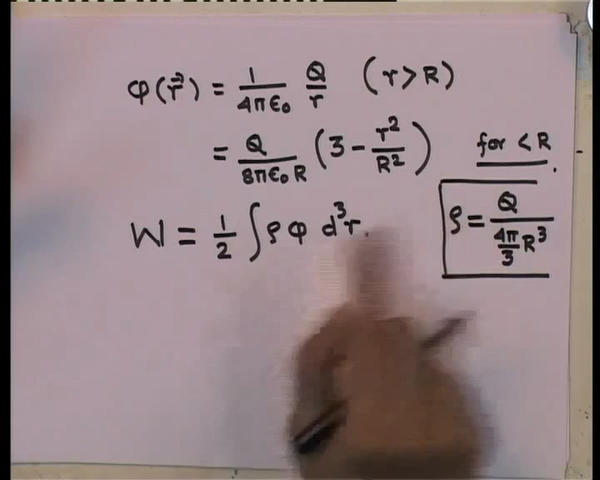 φ(r⃗) = 1/4πε₀ Q/r (r > R)
= Q/8πε₀R (3 − r²/R²) for < R.
W = 1/2 ∫ρ φ d³r. ρ = Q/(4π/3 R³)